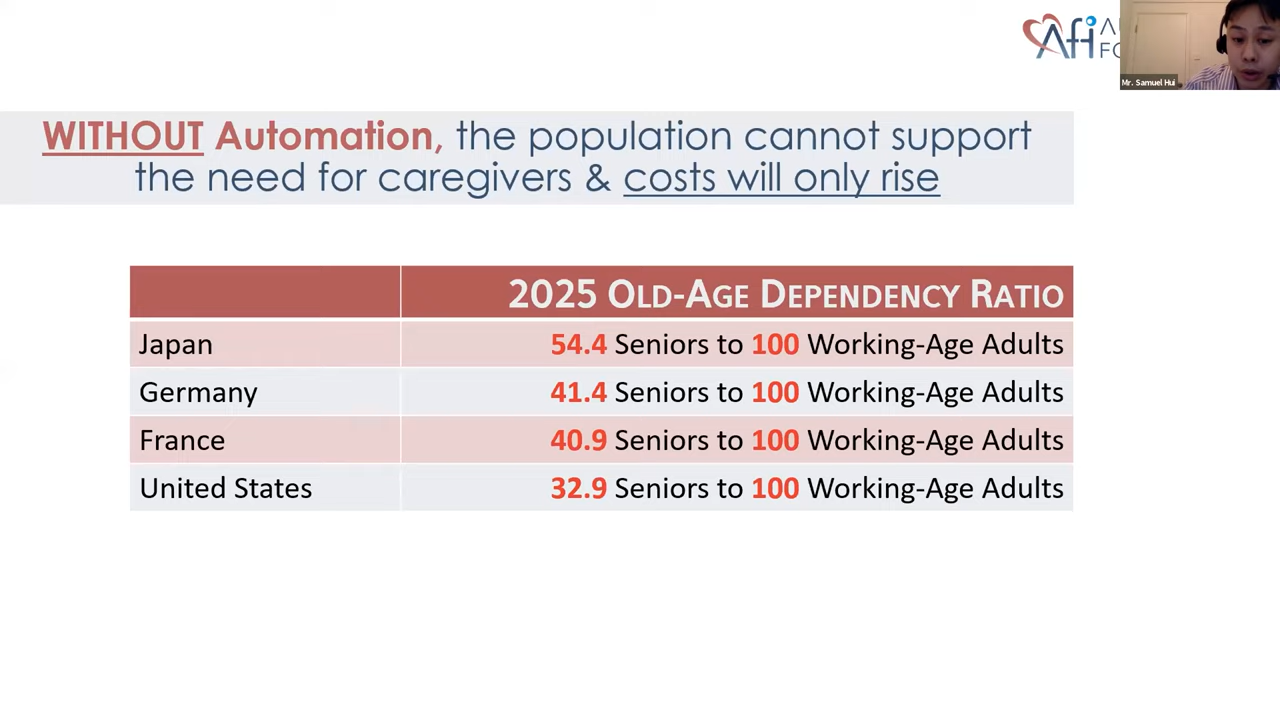 Afi
Mr. Samuel Hui
WITHOUT Automation, the population cannot support
the need for caregivers & costs will only rise
2025 OLD-AGE DEPENDENCY RATIO
Japan 54.4 Seniors to 100 Working-Age Adults
Germany 41.4 Seniors to 100 Working-Age Adults
France 40.9 Seniors to 100 Working-Age Adults
United States 32.9 Seniors to 100 Working-Age Adults